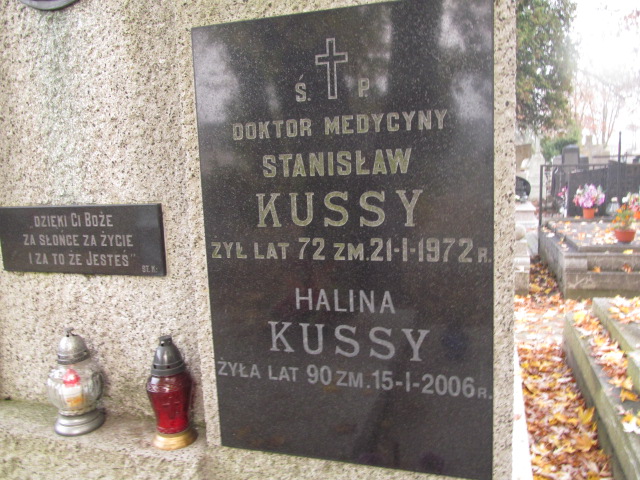 Ś. P
DOKTOR MEDYCYNY
STANISŁAW
KUSSY
ŻYŁ LAT 72 ZM. 21-I-1972 R.
HALINA
KUSSY
ŻYŁA LAT 90 ZM. 15-I-2006 R.
„DZIĘKI CI BOŻE
ZA SŁOŃCE ZA ŻYCIE
I ZA TO ŻE JESTEŚ"